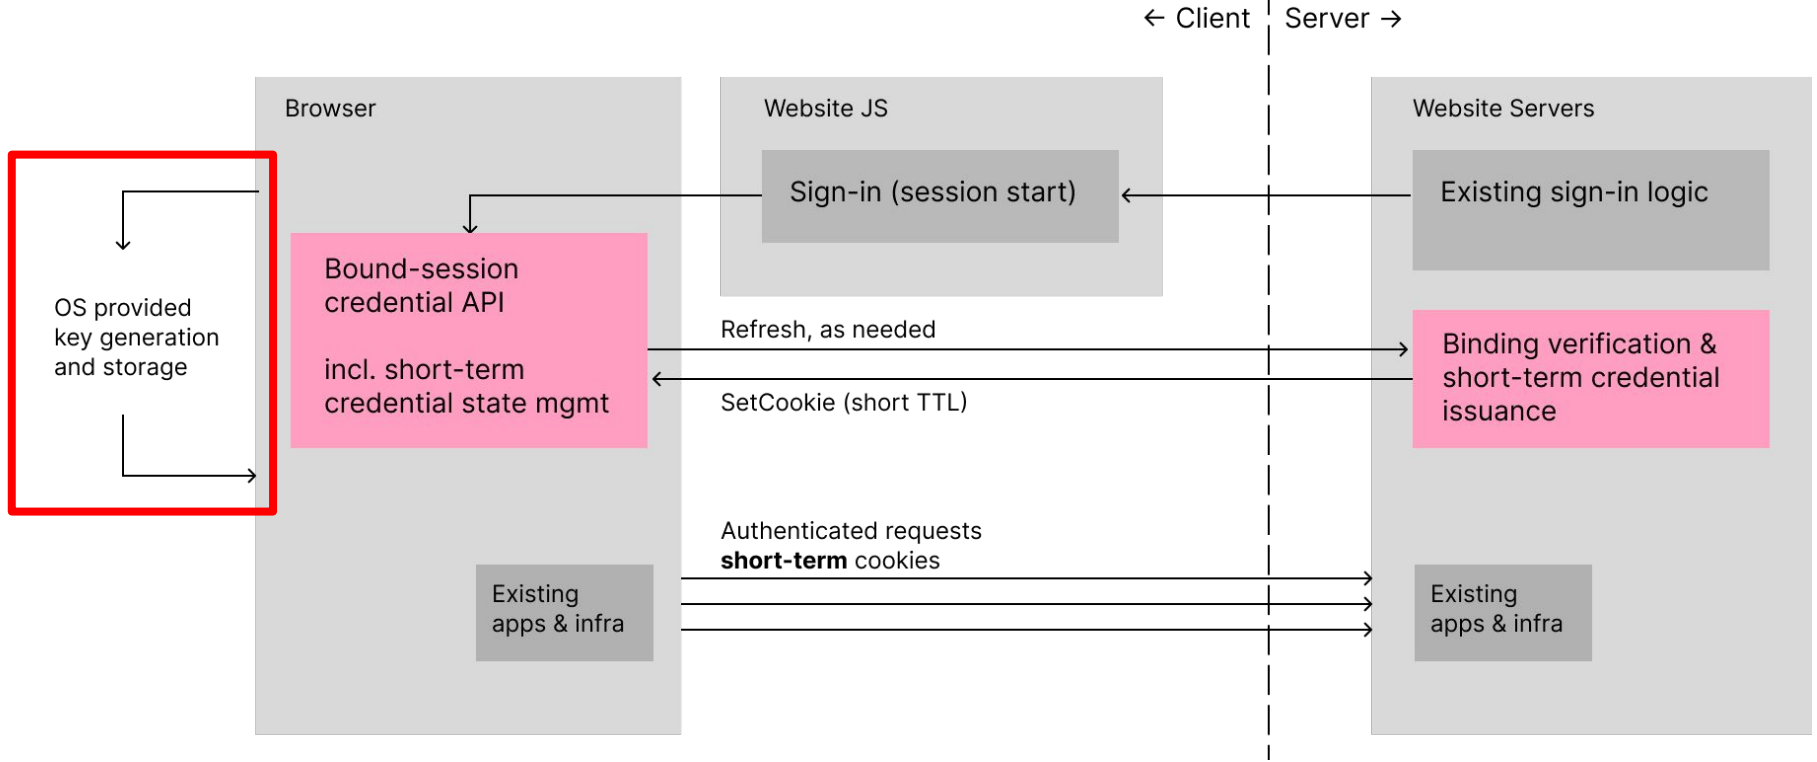 ← Client
Server →
Browser
Website JS
Website Servers
Sign-in (session start)
Existing sign-in logic
OS provided
key generation
and storage
Bound-session
credential API
incl. short-term
credential state mgmt
Refresh, as needed
SetCookie (short TTL)
Binding verification &
short-term credential
issuance
Authenticated requests
short-term cookies
Existing
apps & infra
Existing
apps & infra